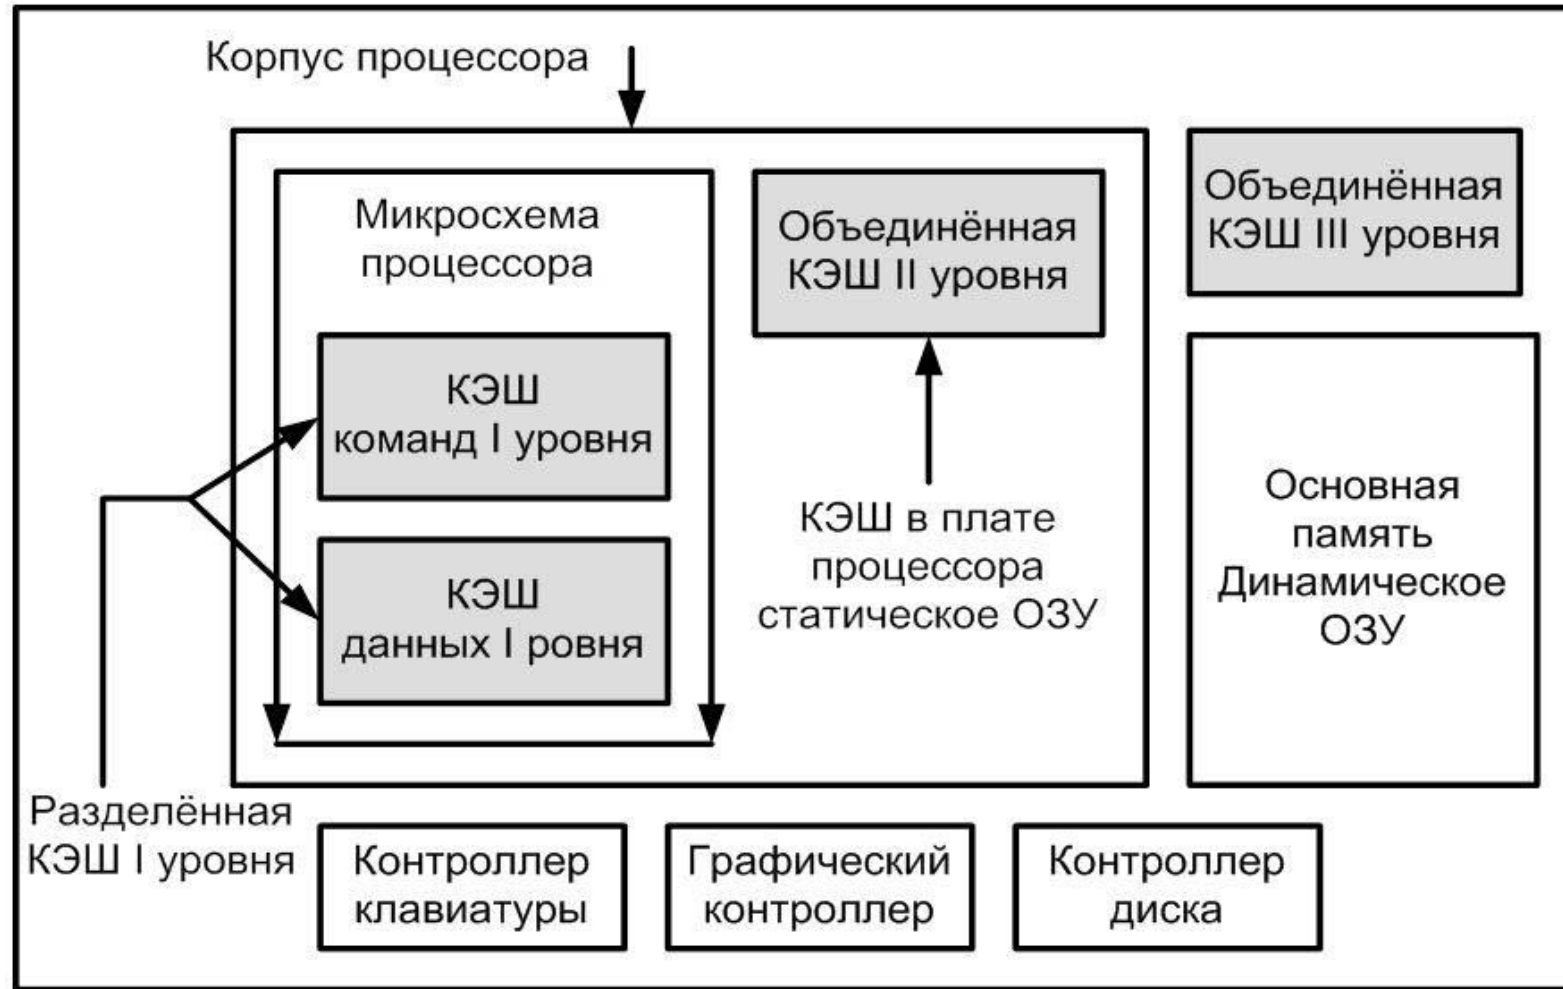 Корпус процессора
Микросхема
процессора
КЭШ
команд I уровня
КЭШ
данных I ровня
Объединённая
КЭШ II уровня
КЭШ в плате
процессора
статическое ОЗУ
Объединённая
КЭШ III уровня
Основная
память
Динамическое
ОЗУ
Разделённая
КЭШ I уровня
Контроллер
клавиатуры
Графический
контроллер
Контроллер
диска